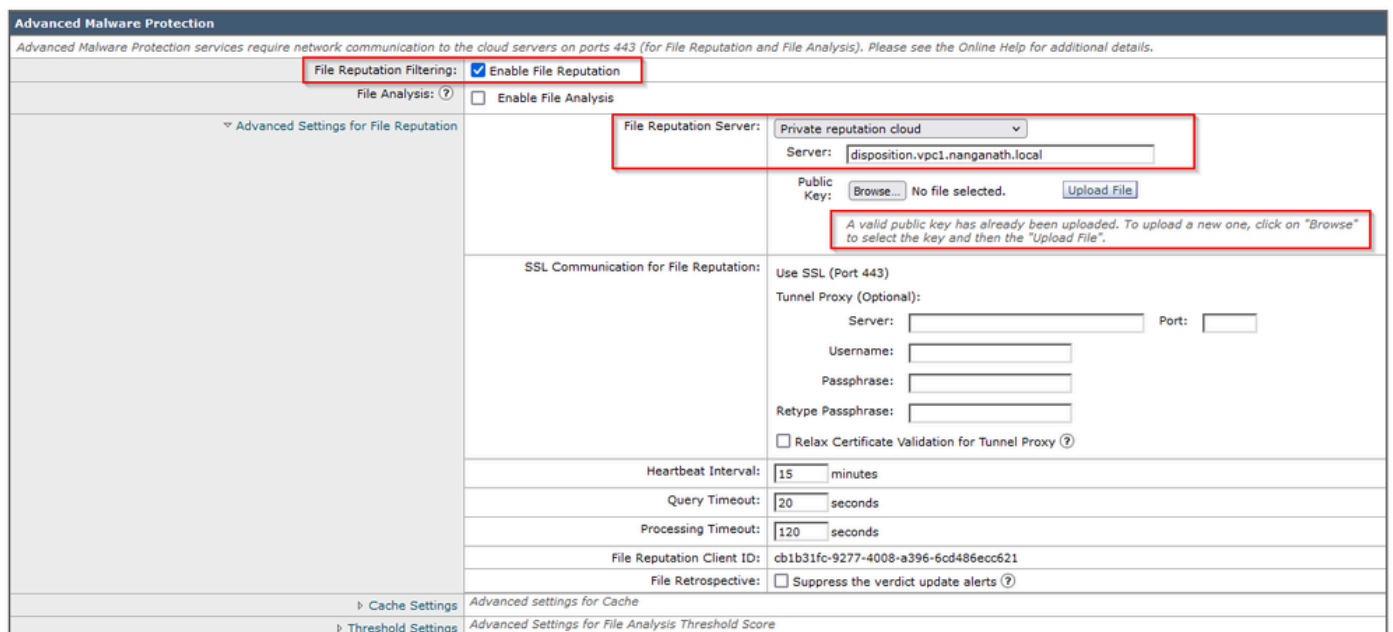 Advanced Malware Protection
Advanced Malware Protection services require network communication to the cloud servers on ports 443 (for File Reputation and File Analysis). Please see the Online Help for additional details.
File Reputation Filtering: Enable File Reputation
File Analysis: ? Enable File Analysis
Advanced Settings for File Reputation
File Reputation Server: Private reputation cloud
Server: disposition.vpc1.nanganath.local
Public Key: Browse... No file selected. Upload File
A valid public key has already been uploaded. To upload a new one, click on "Browse"
to select the key and then the "Upload File".
SSL Communication for File Reputation: Use SSL (Port 443)
Tunnel Proxy (Optional):
Server: Port:
Username:
Passphrase:
Retype Passphrase:
Relax Certificate Validation for Tunnel Proxy ?
Heartbeat Interval: 15 minutes
Query Timeout: 20 seconds
Processing Timeout: 120 seconds
File Reputation Client ID: cb1b31fc-9277-4008-a396-6cd486ecc621
File Retrospective: Suppress the verdict update alerts ?
Cache Settings Advanced settings for Cache
Threshold Settings Advanced Settings for File Analysis Threshold Score